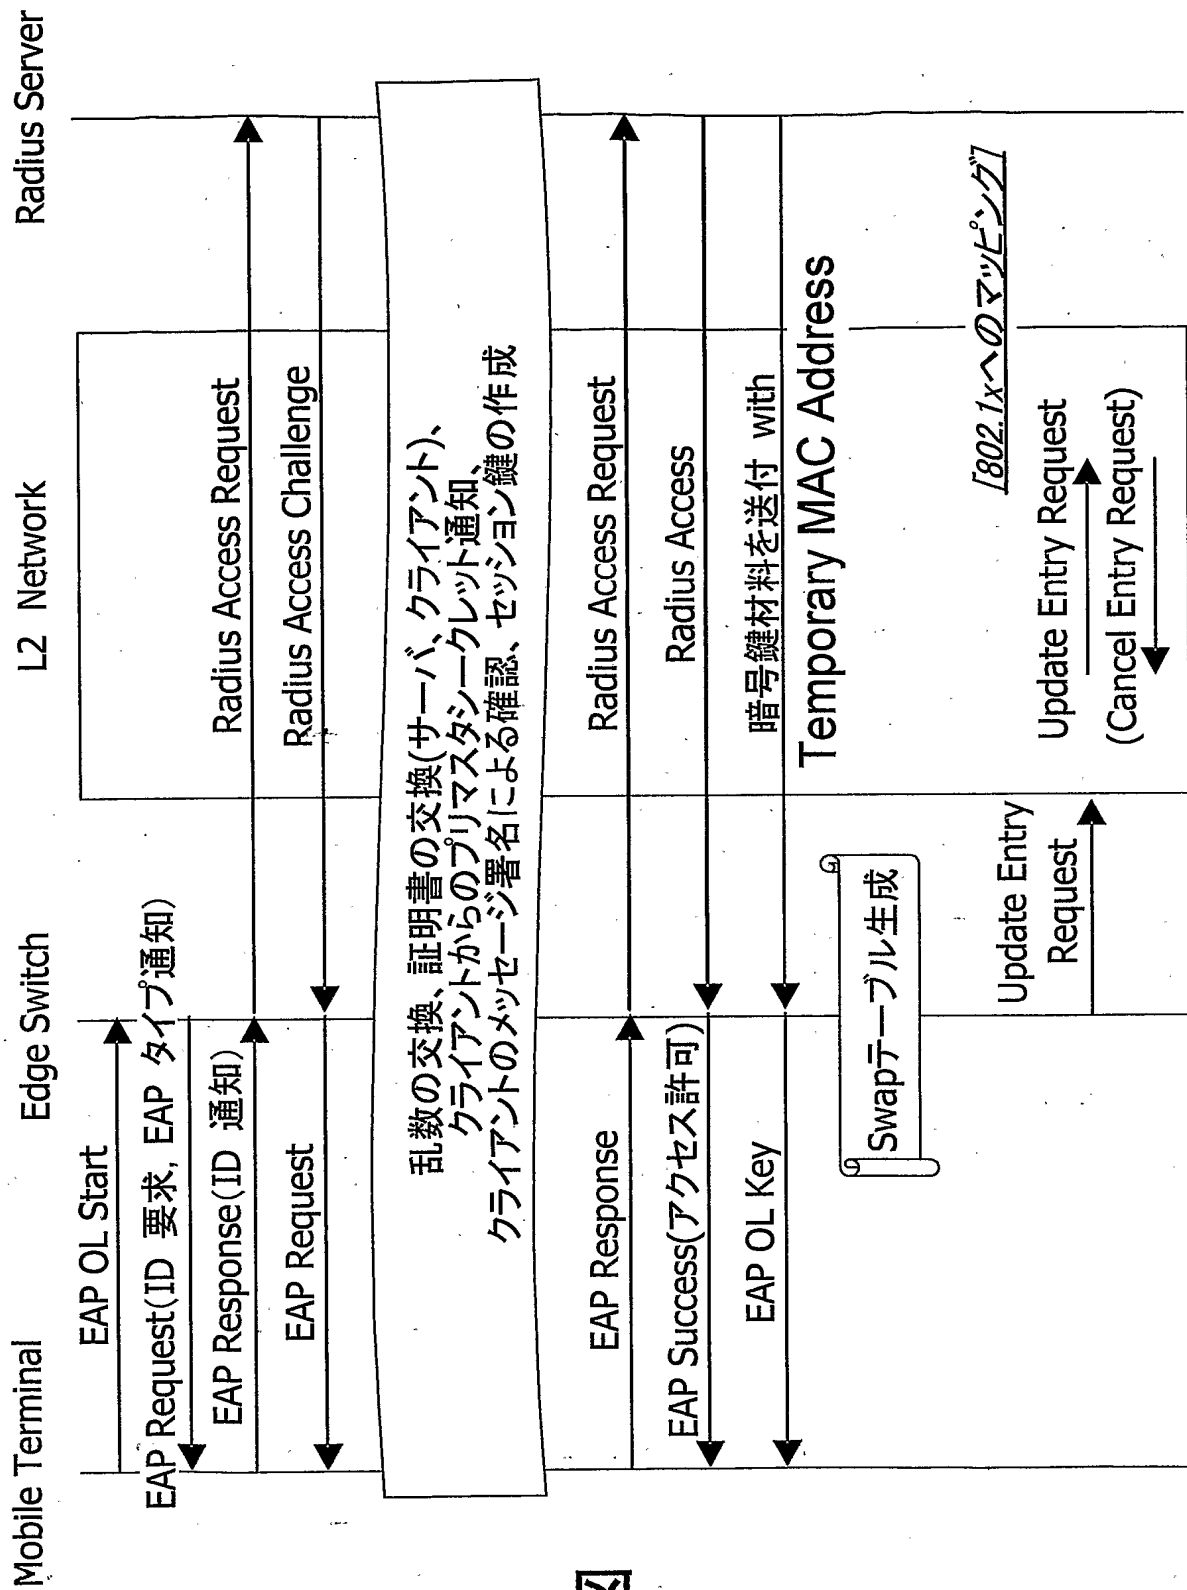 Mobile Terminal
Edge Switch
L2 Network
Radius Server
EAP OL Start
EAP Request(ID 要求, EAP タイプ通知)
EAP Response(ID 通知)
Radius Access Request
EAP Request
Radius Access Challenge
乱数の交換、証明書の交換(サーバ、クライアント)、
クライアントからのプリマスタシークレット通知、
クライアントのメッセージ署名による確認、セッション鍵の作成
EAP Response
Radius Access Request
EAP Success(アクセス許可)
Radius Access
EAP OL Key
暗号鍵材料を送付 with
Temporary MAC Address
Swapテーブル生成
[802.1xへのマッピング]
Update Entry
Request
Update Entry Request
(Cancel Entry Request)